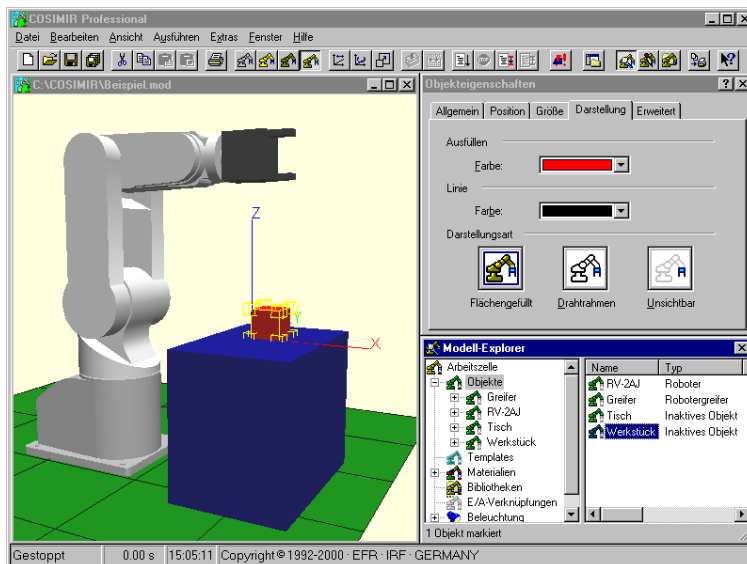 COSIMIR Professional
Datei Bearbeiten Ansicht Ausführen Extras Fenster Hilfe
C:\COSIMIR\Beispiel.mod
Z
Y
X
Objekteigenschaften
Allgemein Position Größe Darstellung Erweitert
Ausfüllen
Farbe:
Linie
Farbe:
Darstellungsart
Flächengefüllt Drahtrahmen Unsichtbar
Modell-Explorer
Arbeitszelle
Objekte
Greifer
RV-2AJ
Tisch
Werkstück
Templates
Materialien
Bibliotheken
E/A-Verknüpfungen
Beleuchtung
Name Typ
RV-2AJ Roboter
Greifer Robotergreifer
Tisch Inaktives Objekt
Werkstück Inaktives Objekt
1 Objekt markiert
Gestoppt 0.00 s 15:05:11 Copyright © 1992-2000 · EFR · IRF · GERMANY